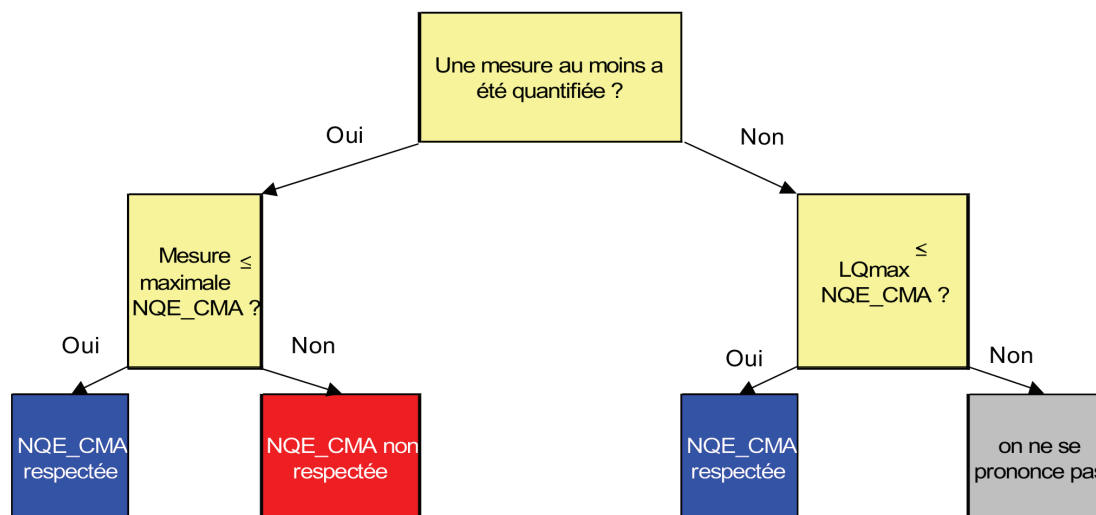 Une mesure au moins a
été quantifiée ?
Oui
Non
Mesure
maximale ≤
NQE_CMA ?
≤
LQmax
NQE_CMA ?
Oui
Non
Oui
Non
NQE_CMA
respectée
NQE_CMA non
respectée
NQE_CMA
respectée
on ne se
prononce pas